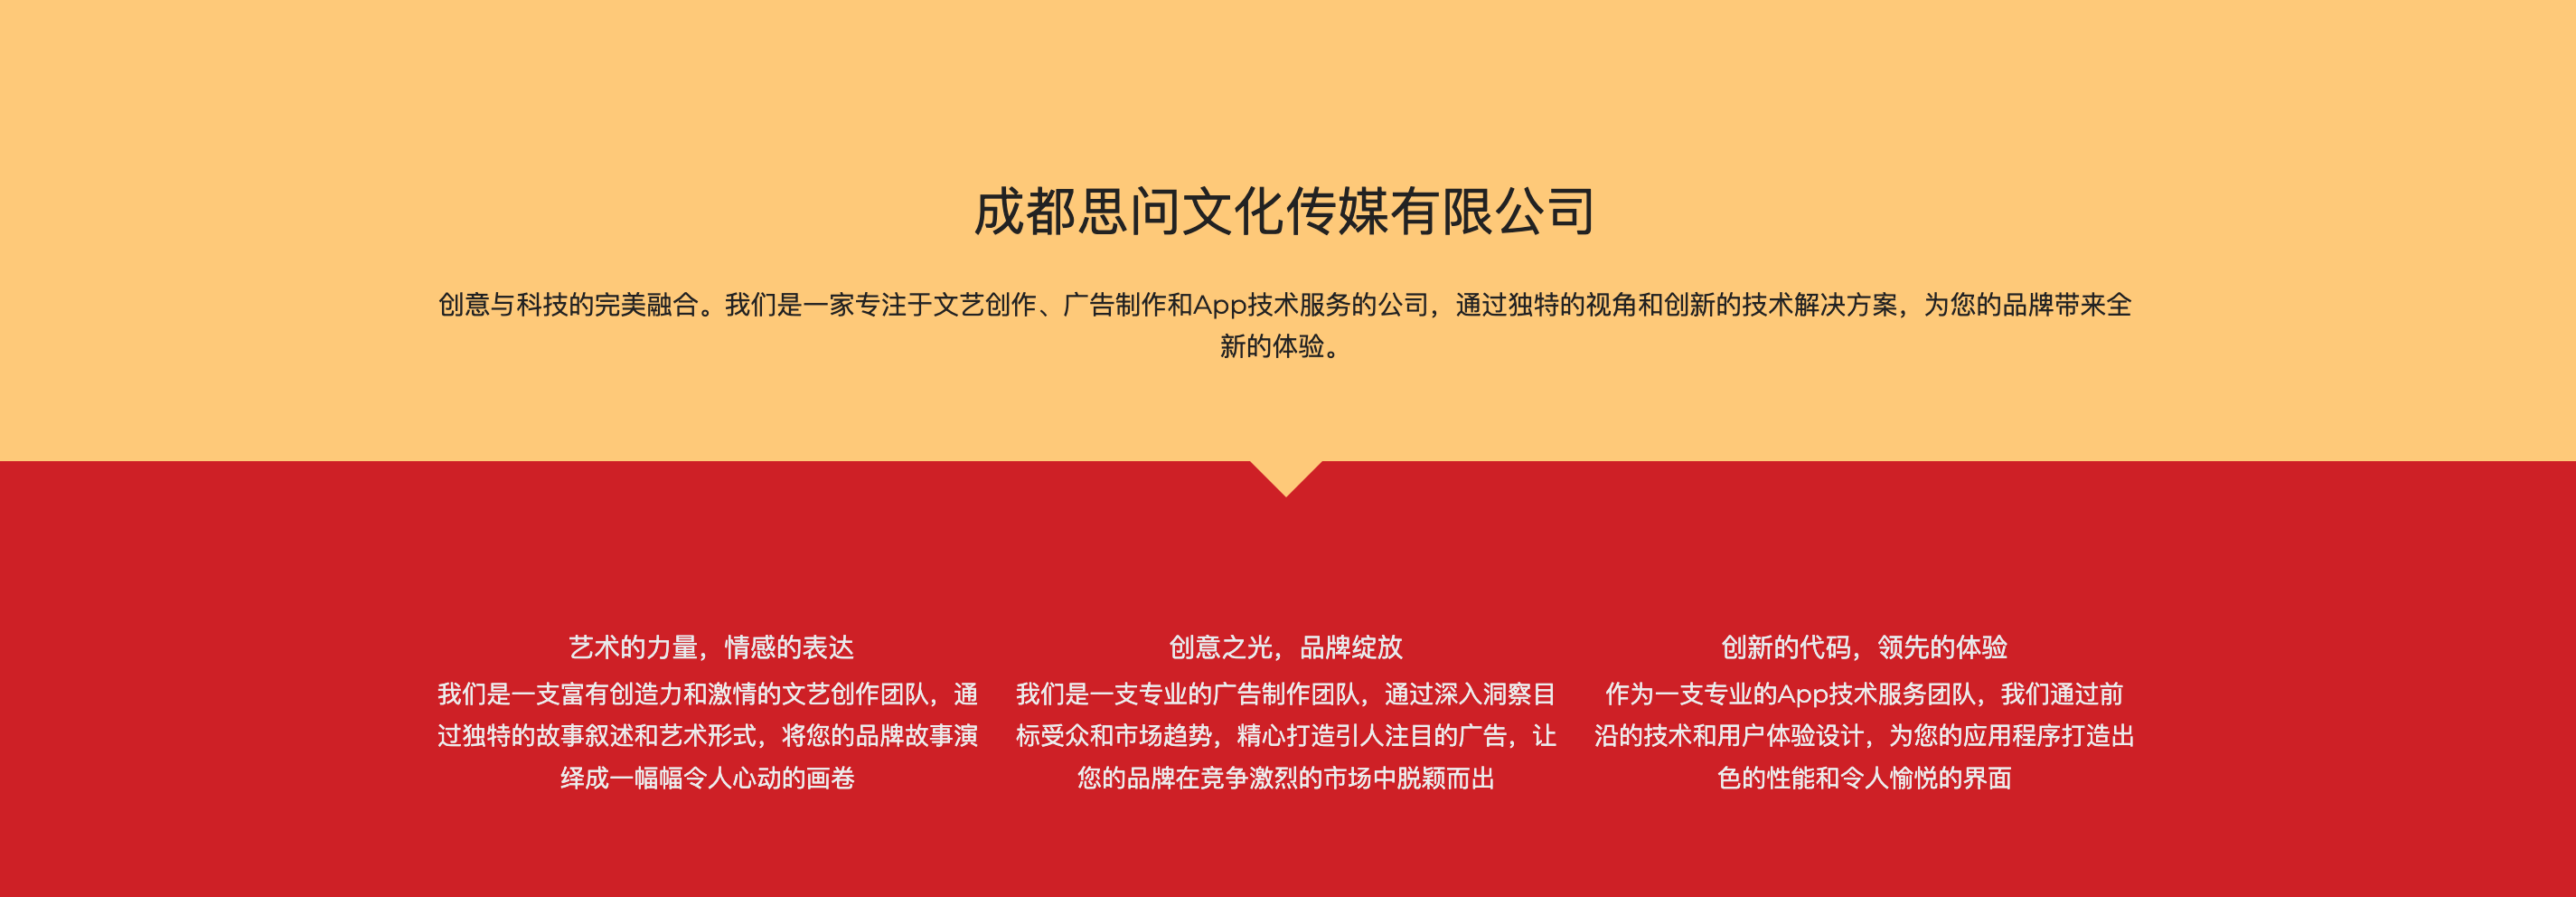 成都思问文化传媒有限公司
创意与科技的完美融合。我们是一家专注于文艺创作、广告制作和App技术服务的公司，通过独特的视角和创新的技术解决方案，为您的品牌带来全
新的体验。
艺术的力量，情感的表达
我们是一支富有创造力和激情的文艺创作团队，通
过独特的故事叙述和艺术形式，将您的品牌故事演
绎成一幅幅令人心动的画卷
创意之光，品牌绽放
我们是一支专业的广告制作团队，通过深入洞察目
标受众和市场趋势，精心打造引人注目的广告，让
您的品牌在竞争激烈的市场中脱颖而出
创新的代码，领先的体验
作为一支专业的App技术服务团队，我们通过前
沿的技术和用户体验设计，为您的应用程序打造出
色的性能和令人愉悦的界面